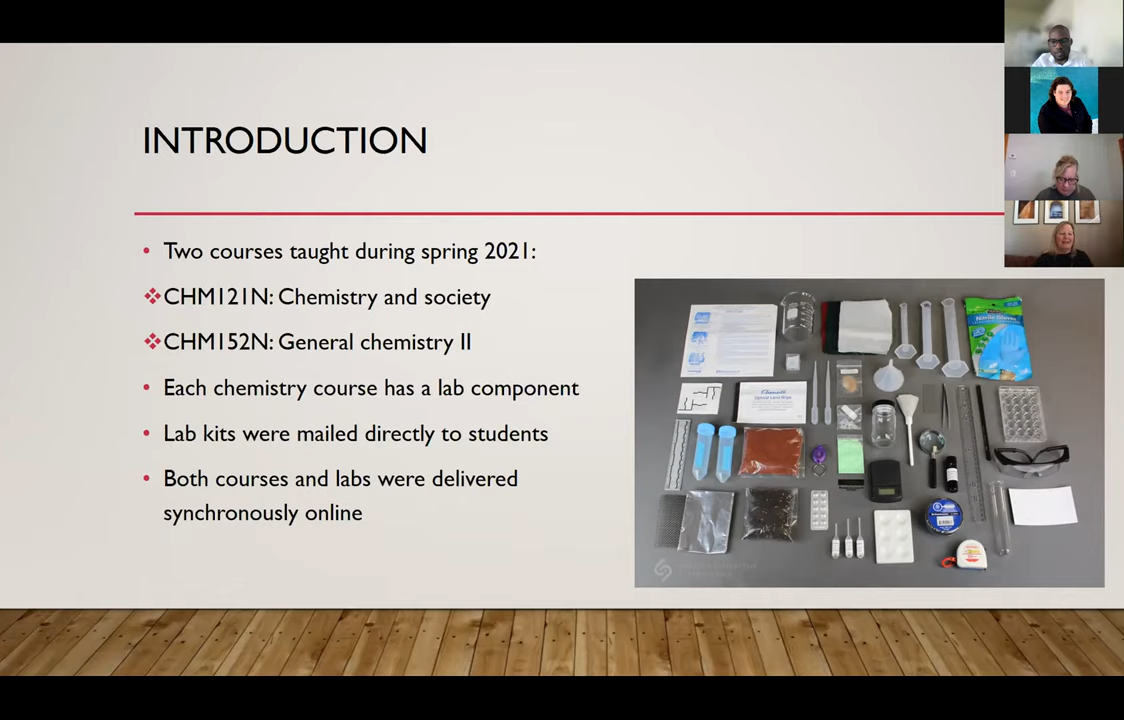 INTRODUCTION
• Two courses taught during spring 2021:
❖CHM121N: Chemistry and society
❖CHM152N: General chemistry II
• Each chemistry course has a lab component
• Lab kits were mailed directly to students
• Both courses and labs were delivered
synchronously online